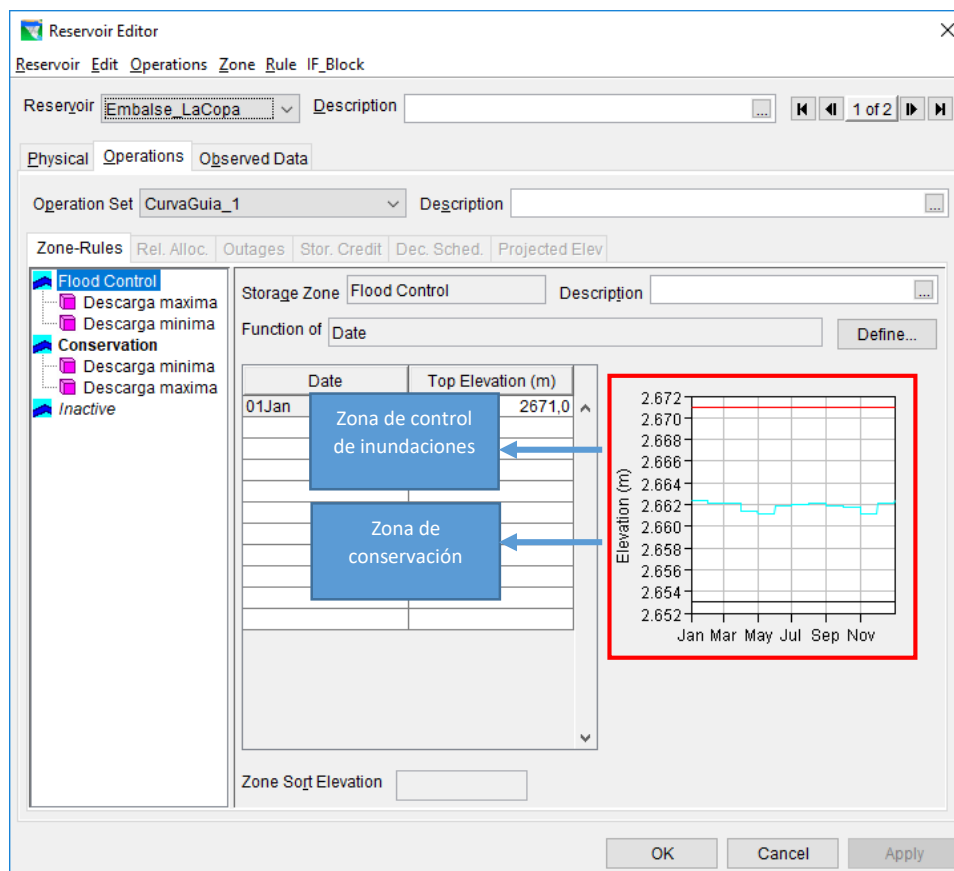 Reservoir Editor
Reservoir Edit Operations Zone Rule IF_Block
Reservoir Embalse_LaCopa Description ... 1 of 2
Physical Operations Observed Data
Operation Set CurvaGuia_1 Description ...
Zone-Rules Rel. Alloc. Outages Stor. Credit Dec. Sched. Projected Elev
Flood Control
Descarga maxima
Descarga minima
Conservation
Descarga minima
Descarga maxima
Inactive
Storage Zone Flood Control Description ...
Function of Date Define...
Date Top Elevation (m)
01Jan 2671,0
Zona de control
de inundaciones
Zona de
conservación
Elevation (m)
2.672
2.670
2.668
2.666
2.664
2.662
2.660
2.658
2.656
2.654
2.652
Jan Mar May Jul Sep Nov
Zone Sort Elevation
OK Cancel Apply